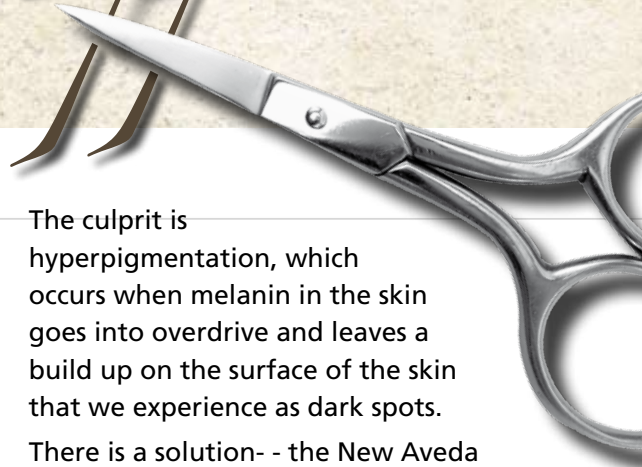 The culprit is
hyperpigmentation, which
occurs when melanin in the skin
goes into overdrive and leaves a
build up on the surface of the skin
that we experience as dark spots.
There is a solution- - the New Aveda